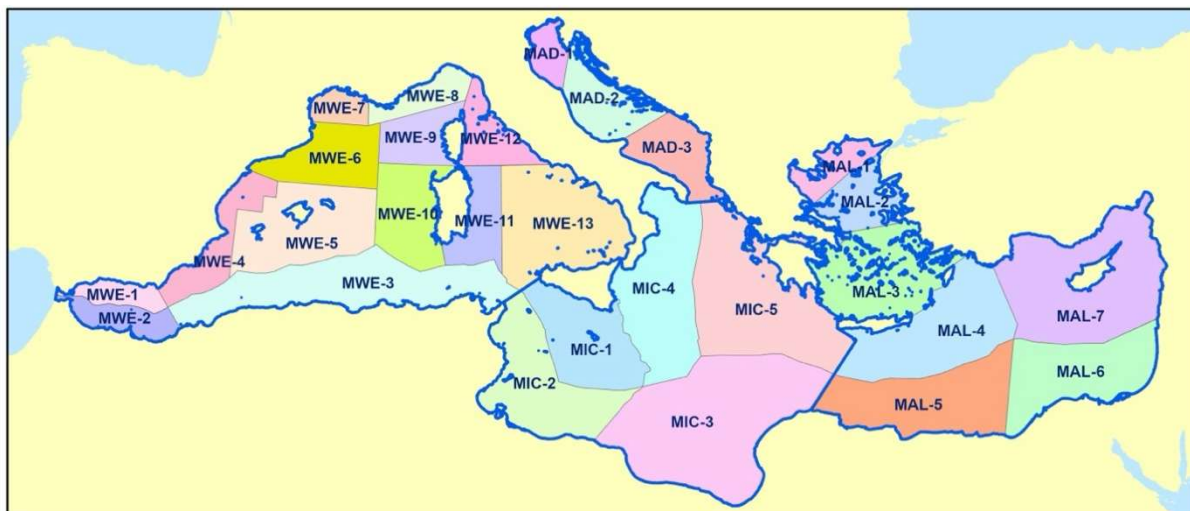 MAD-1
MWE-8
MAD-2
MWE-7
MWE-9
MWE-12
MAD-3
MWE-6
MAL-1
MAL-2
MWE-10
MWE-11
MWE-13
MWE-5
MWE-4
MWE-3
MIC-4
MWE-1
MAL-3
MIC-5
MWE-2
MAL-4
MAL-7
MIC-1
MIC-2
MAL-6
MAL-5
MIC-3